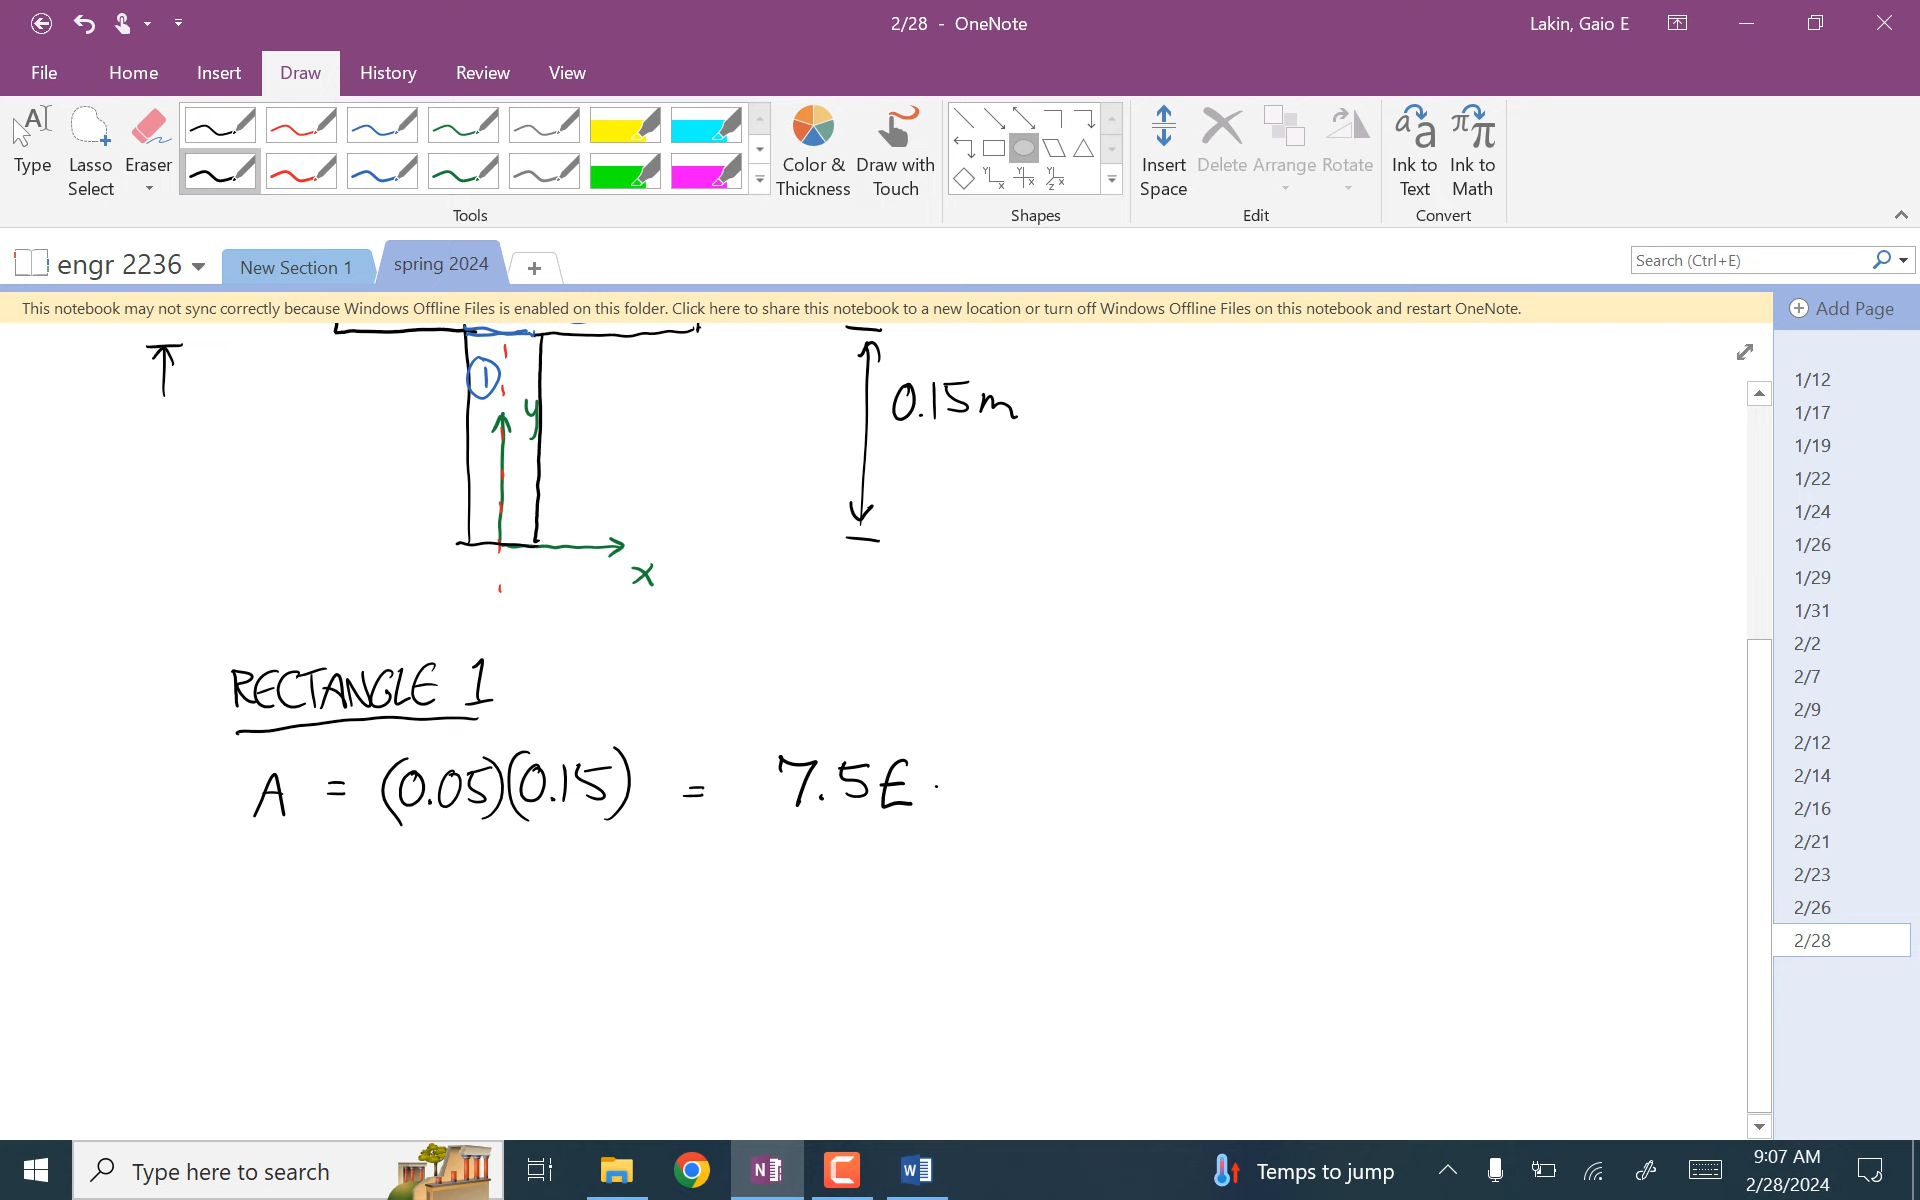 2/28 - OneNote
Lakin, Gaio E
File Home Insert Draw History Review View
Type
Lasso Select
Eraser
Color & Thickness
Draw with Touch
Insert Space
Delete
Arrange
Rotate
Ink to Text
Ink to Math
Tools
Shapes
Edit
Convert
engr 2236
New Section 1
spring 2024
Search (Ctrl+E)
This notebook may not sync correctly because Windows Offline Files is enabled on this folder. Click here to share this notebook to a new location or turn off Windows Offline Files on this notebook and restart OneNote.
Add Page
1/12
1/17
1/19
1/22
1/24
1/26
1/29
1/31
2/2
2/7
2/9
2/12
2/14
2/16
2/21
2/23
2/26
2/28
1
y
0.15m
x
RECTANGLE 1
A = (0.05)(0.15) = 7.5E
Type here to search
Temps to jump
9:07 AM
2/28/2024